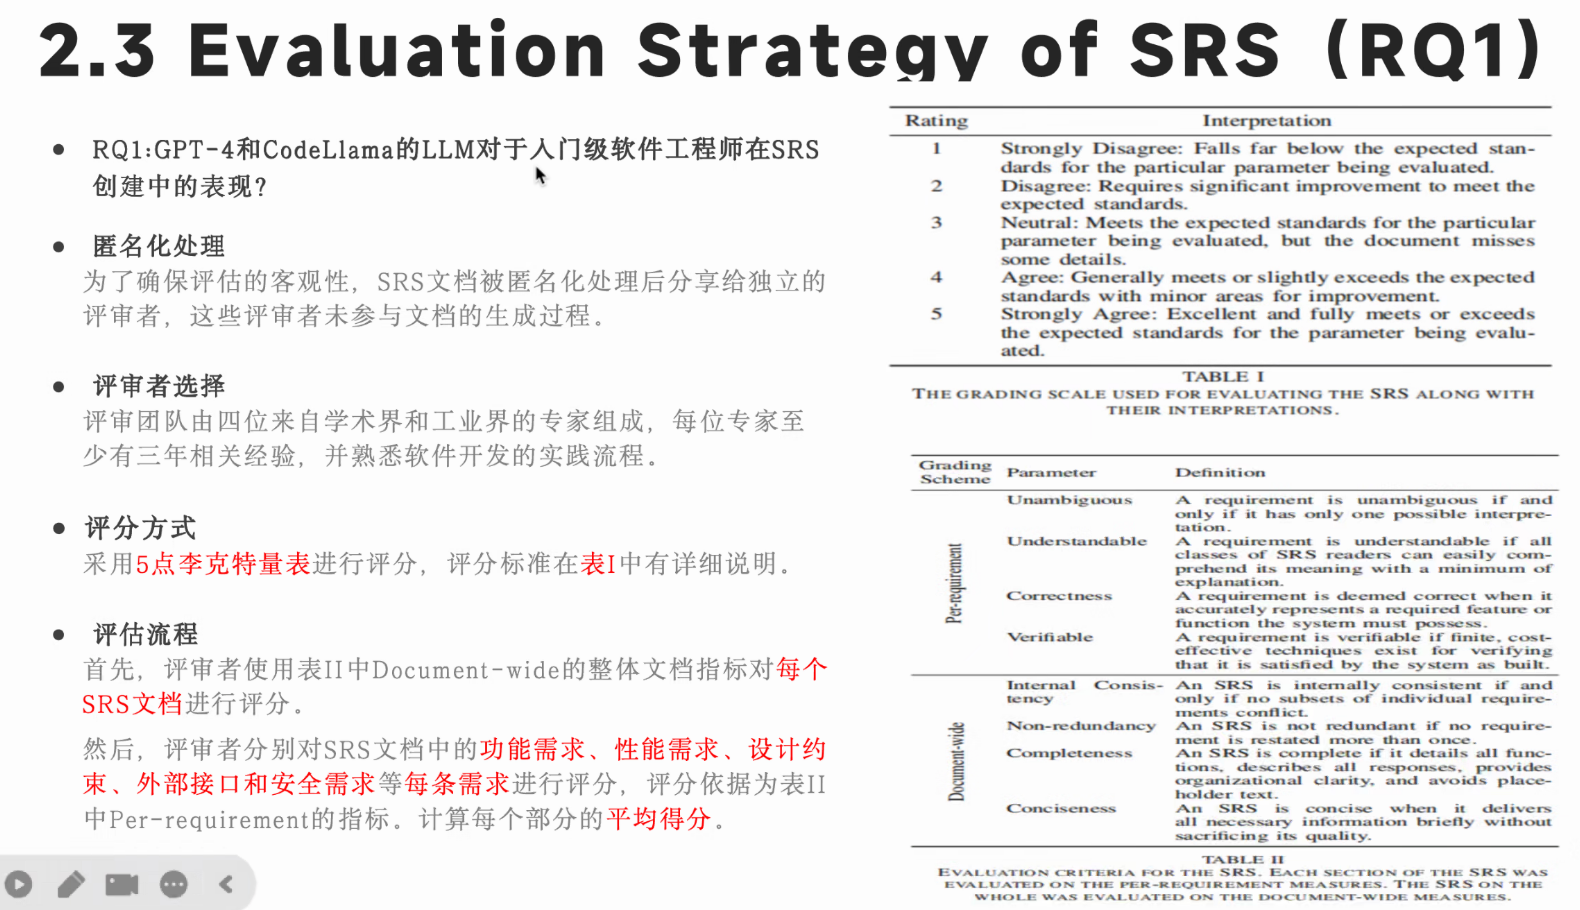 2.3 Evaluation Strategy of SRS（RQ1）
● RQ1:GPT-4和CodeLlama的LLM对于入门级软件工程师在SRS
创建中的表现?
● 匿名化处理
为了确保评估的客观性，SRS文档被匿名化处理后分享给独立的
评审者，这些评审者未参与文档的生成过程。
● 评审者选择
评审团队由四位来自学术界和工业界的专家组成，每位专家至
少有三年相关经验，并熟悉软件开发的实践流程。
● 评分方式
采用5点李克特量表进行评分，评分标准在表I中有详细说明。
● 评估流程
首先，评审者使用表II中Document-wide的整体文档指标对每个
SRS文档进行评分。
然后，评审者分别对SRS文档中的功能需求、性能需求、设计约
束、外部接口和安全需求等每条需求进行评分，评分依据为表II
中Per-requirement的指标。计算每个部分的平均得分。
Rating Interpretation
1 Strongly Disagree: Falls far below the expected stan-
dards for the particular parameter being evaluated.
2 Disagree: Requires significant improvement to meet the
expected standards.
3 Neutral: Meets the expected standards for the particular
parameter being evaluated, but the document misses
some details.
4 Agree: Generally meets or slightly exceeds the expected
standards with minor areas for improvement.
5 Strongly Agree: Excellent and fully meets or exceeds
the expected standards for the parameter being evalu-
ated.
TABLE I
THE GRADING SCALE USED FOR EVALUATING THE SRS ALONG WITH
THEIR INTERPRETATIONS.
Grading
Scheme Parameter Definition
Per-requirement
Unambiguous A requirement is unambiguous if and
only if it has only one possible interpre-
tation.
Understandable A requirement is understandable if all
classes of SRS readers can easily com-
prehend its meaning with a minimum of
explanation.
Correctness A requirement is deemed correct when it
accurately represents a required feature or
function the system must possess.
Verifiable A requirement is verifiable if finite, cost-
effective techniques exist for verifying
that it is satisfied by the system as built.
Document-wide
Internal Consis- An SRS is internally consistent if and
tency only if no subsets of individual require-
ments conflict.
Non-redundancy An SRS is not redundant if no require-
ment is restated more than once.
Completeness An SRS is complete if it details all func-
tions, describes all responses, provides
organizational clarity, and avoids place-
holder text.
Conciseness An SRS is concise when it delivers
all necessary information briefly without
sacrificing its quality.
TABLE II
EVALUATION CRITERIA FOR THE SRS. EACH SECTION OF THE SRS WAS
EVALUATED ON THE PER-REQUIREMENT MEASURES. THE SRS ON THE
WHOLE WAS EVALUATED ON THE DOCUMENT-WIDE MEASURES.